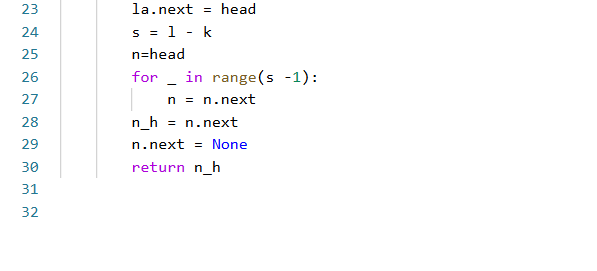 23 la.next = head
24 s = l - k
25 n=head
26 for _ in range(s -1):
27 n = n.next
28 n_h = n.next
29 n.next = None
30 return n_h
31
32